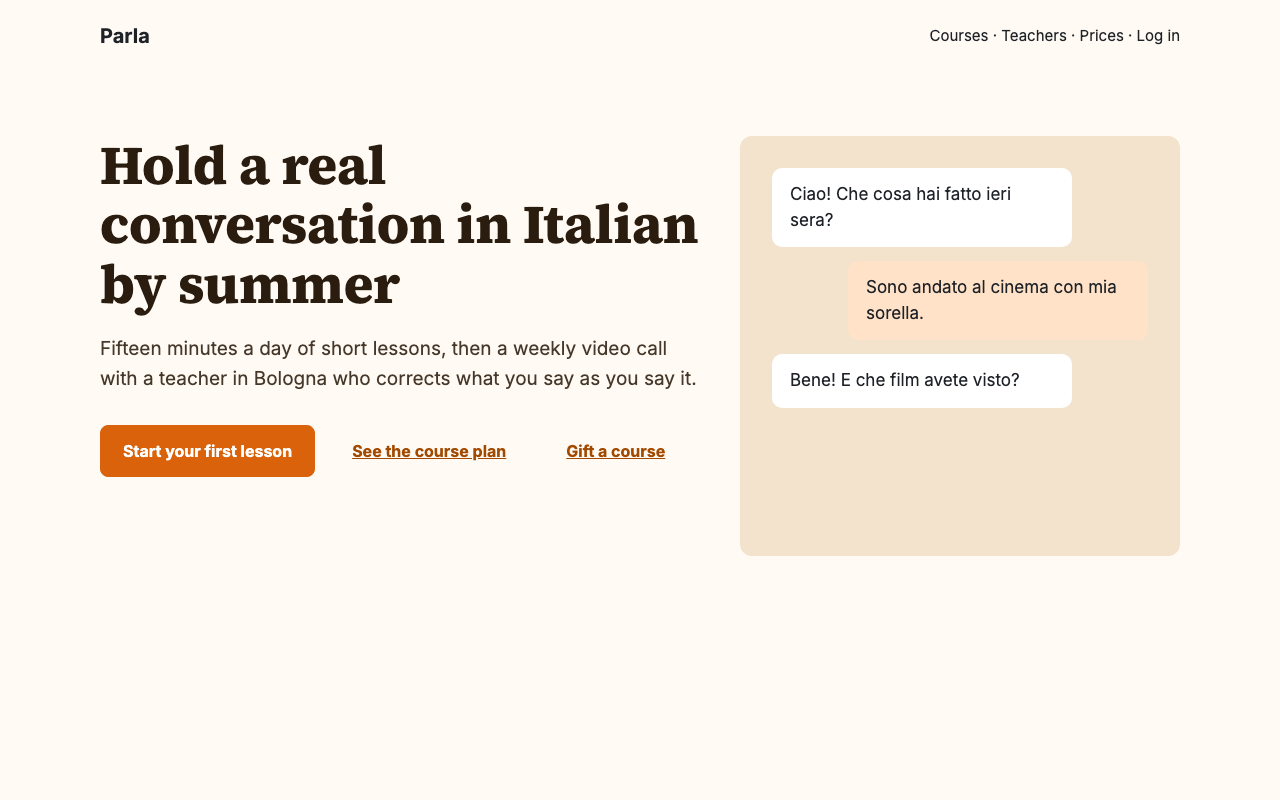 Parla
Courses · Teachers · Prices · Log in
Hold a real
conversation in Italian
by summer
Fifteen minutes a day of short lessons, then a weekly video call
with a teacher in Bologna who corrects what you say as you say it.
Start your first lesson
See the course plan
Gift a course
Ciao! Che cosa hai fatto ieri
sera?
Sono andato al cinema con mia
sorella.
Bene! E che film avete visto?